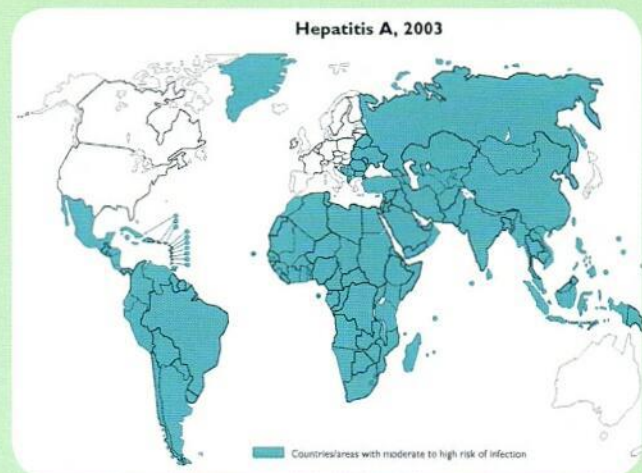 Hepatitis A, 2003
Countries/areas with moderate to high risk of infection